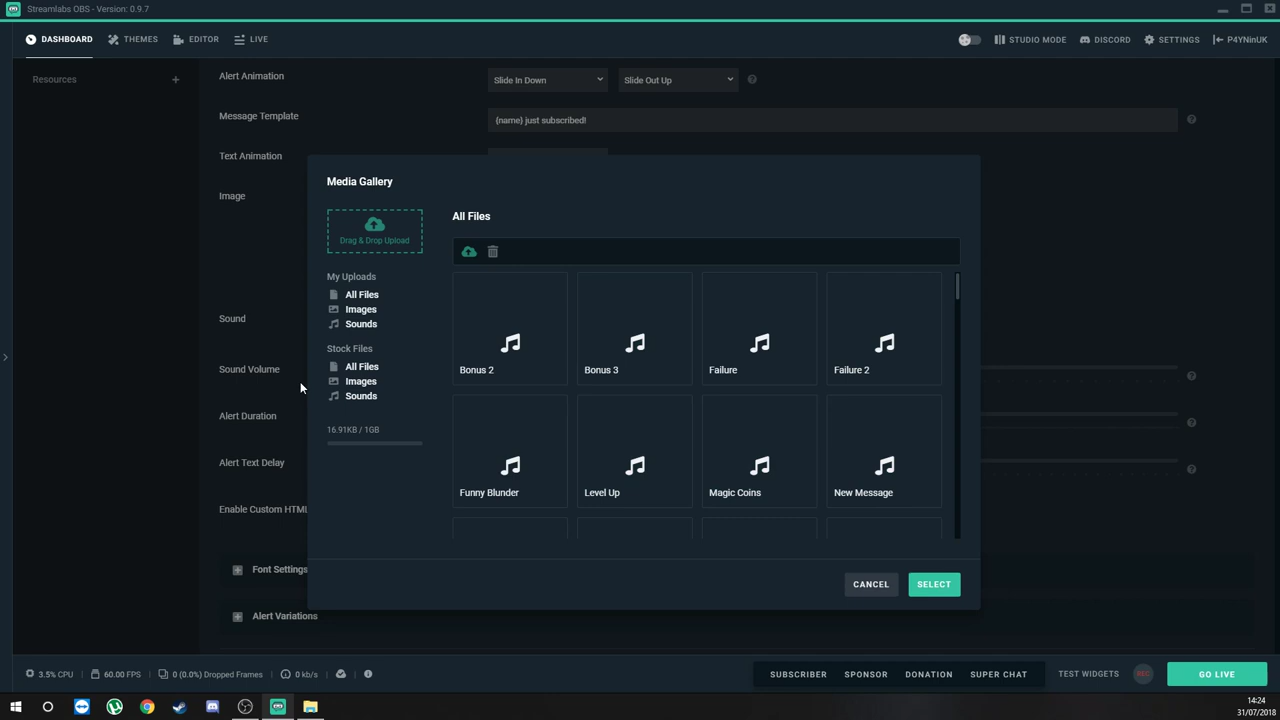 Streamlabs OBS - Version: 0.9.7
DASHBOARD THEMES EDITOR LIVE STUDIO MODE DISCORD SETTINGS P4YNinUK
Resources +
Alert Animation Slide In Down Slide Out Up
Message Template {name} just subscribed!
Text Animation
Image
Sound
Sound Volume
Alert Duration
Alert Text Delay
Enable Custom HTML
Font Settings
Alert Variations
Media Gallery
Drag & Drop Upload
My Uploads
All Files
Images
Sounds
Stock Files
All Files
Images
Sounds
16.91KB / 1GB
All Files
Bonus 2 Bonus 3 Failure Failure 2
Funny Blunder Level Up Magic Coins New Message
CANCEL SELECT
3.5% CPU 60.00 FPS 0 (0.0%) Dropped Frames 0 kb/s
SUBSCRIBER SPONSOR DONATION SUPER CHAT TEST WIDGETS REC GO LIVE
14:24
31/07/2018